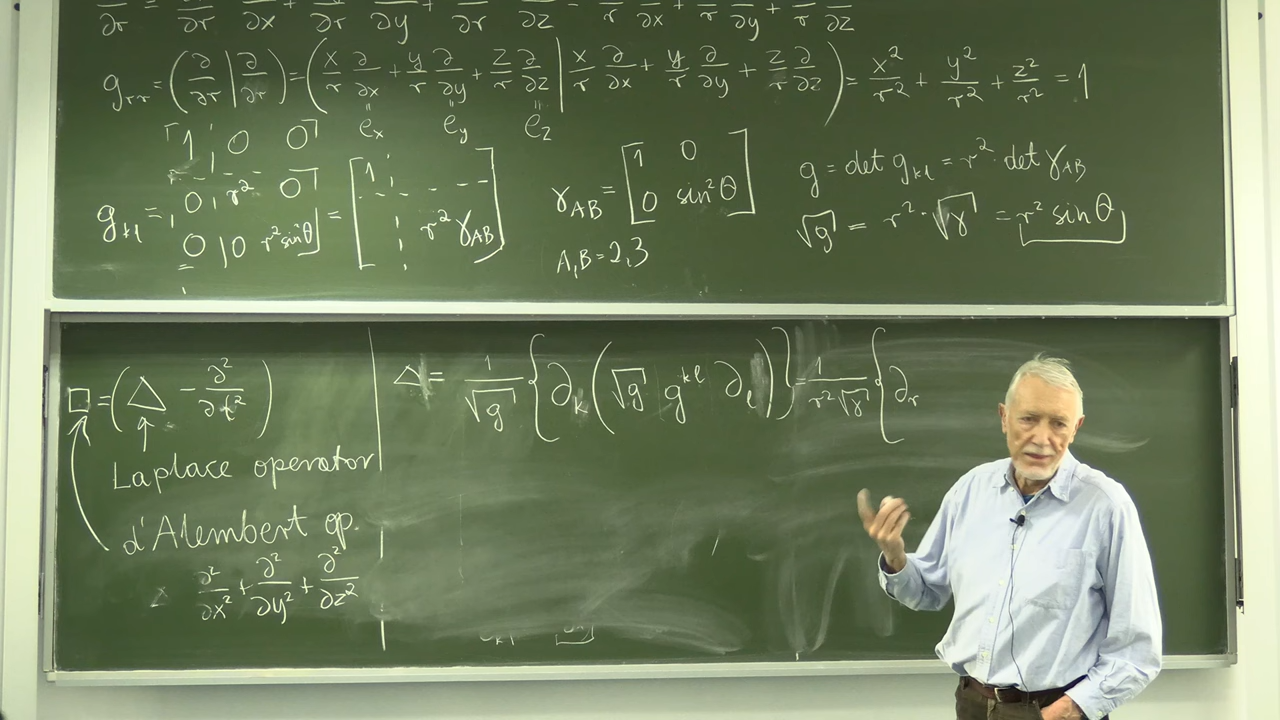 ∂/∂r = ∂/∂r ∂/∂x + ∂/∂y + ∂/∂r ∂/∂z = /r ∂/∂x + /r ∂/∂y + /r ∂/∂z
g_rr = (∂/∂r | ∂/∂r) = (x/r ∂/∂x + y/r ∂/∂y + z/r ∂/∂z | x/r ∂/∂x + y/r ∂/∂y + z/r ∂/∂z) = x²/r² + y²/r² + z²/r² = 1
e_x e_y e_z
g_kl = [1 0 0; 0 r² 0; 0 0 r² sin²θ] = [1 ; r² γ_AB]
γ_AB = [1 0; 0 sin²θ]
A,B = 2,3
g = det g_kl = r² · det γ_AB
√g = r² · √γ = r² sin θ
□ = (△ − ∂²/∂t²)
Laplace operator
d'Alembert op.
∂²/∂x² + ∂²/∂y² + ∂²/∂z²
△ = 1/√g {∂_k (√g g^kl ∂_l)} = 1/(r²√γ) {∂_r